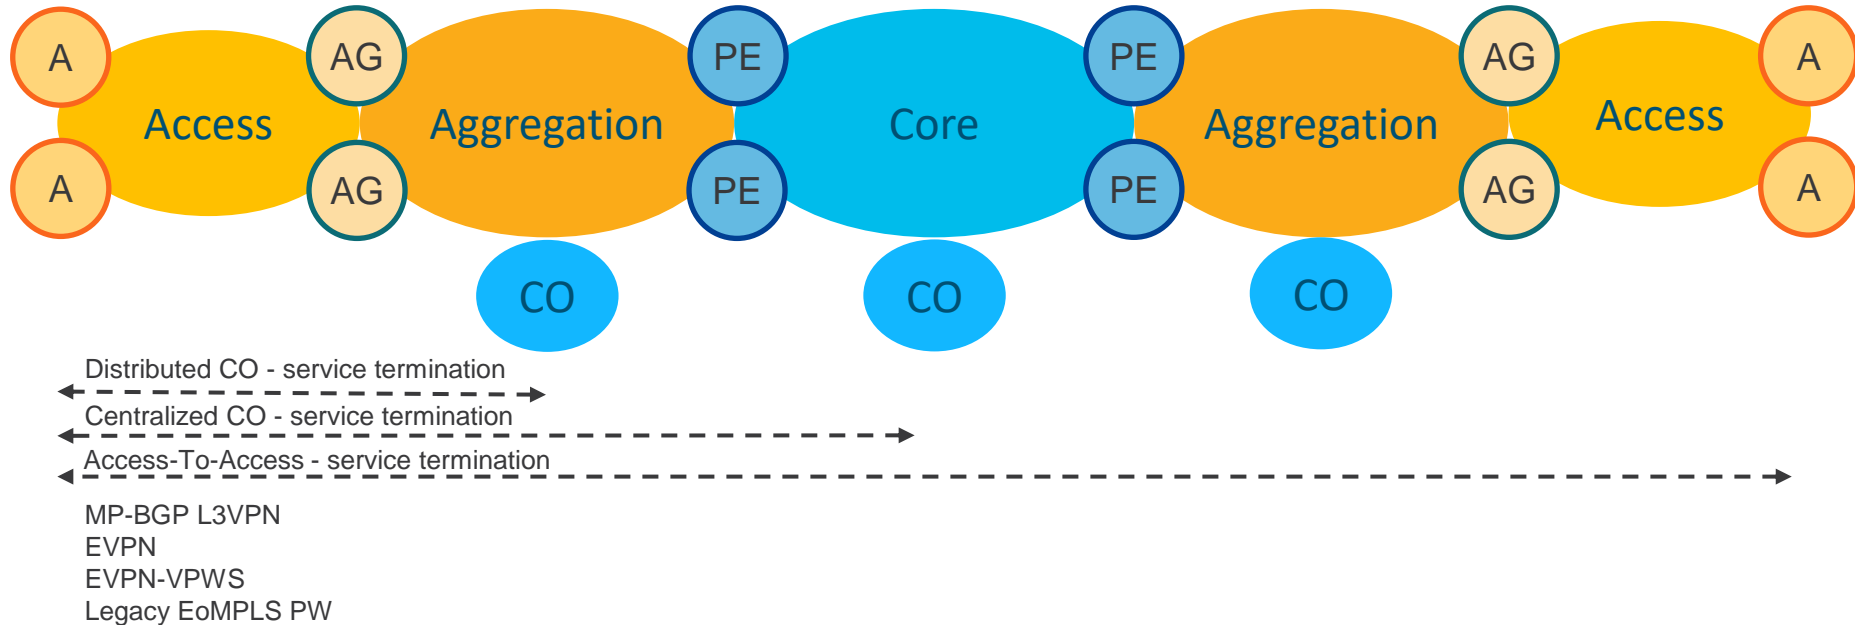 A AG PE PE AG A
Access Aggregation Core Aggregation Access
A AG PE PE AG A
CO CO CO
Distributed CO - service termination
Centralized CO - service termination
Access-To-Access - service termination
MP-BGP L3VPN
EVPN
EVPN-VPWS
Legacy EoMPLS PW